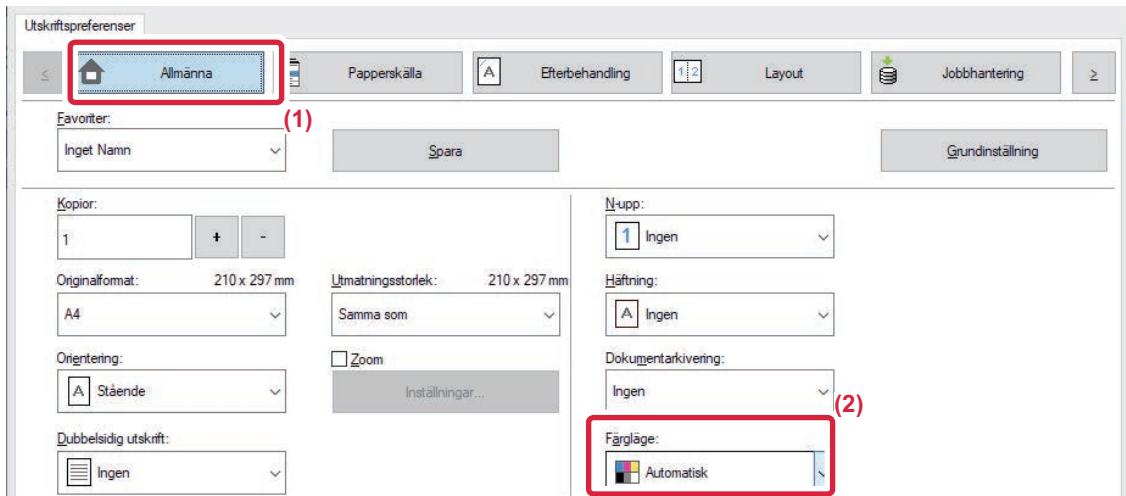 Utskriftspreferenser
< Allmänna Papperskälla Efterbehandling Layout Jobbhantering >
(1)
Favoriter:
Inget Namn Spara Grundinställning
Kopior: N-upp:
1 + - 1 Ingen
Originalformat: 210 x 297 mm Utmatningsstorlek: 210 x 297 mm Häftning:
A4 Samma som A Ingen
Orientering: Zoom Dokumentarkivering:
A Stående Inställningar... Ingen
(2)
Dubbelsidig utskrift: Färgläge:
Ingen Automatisk